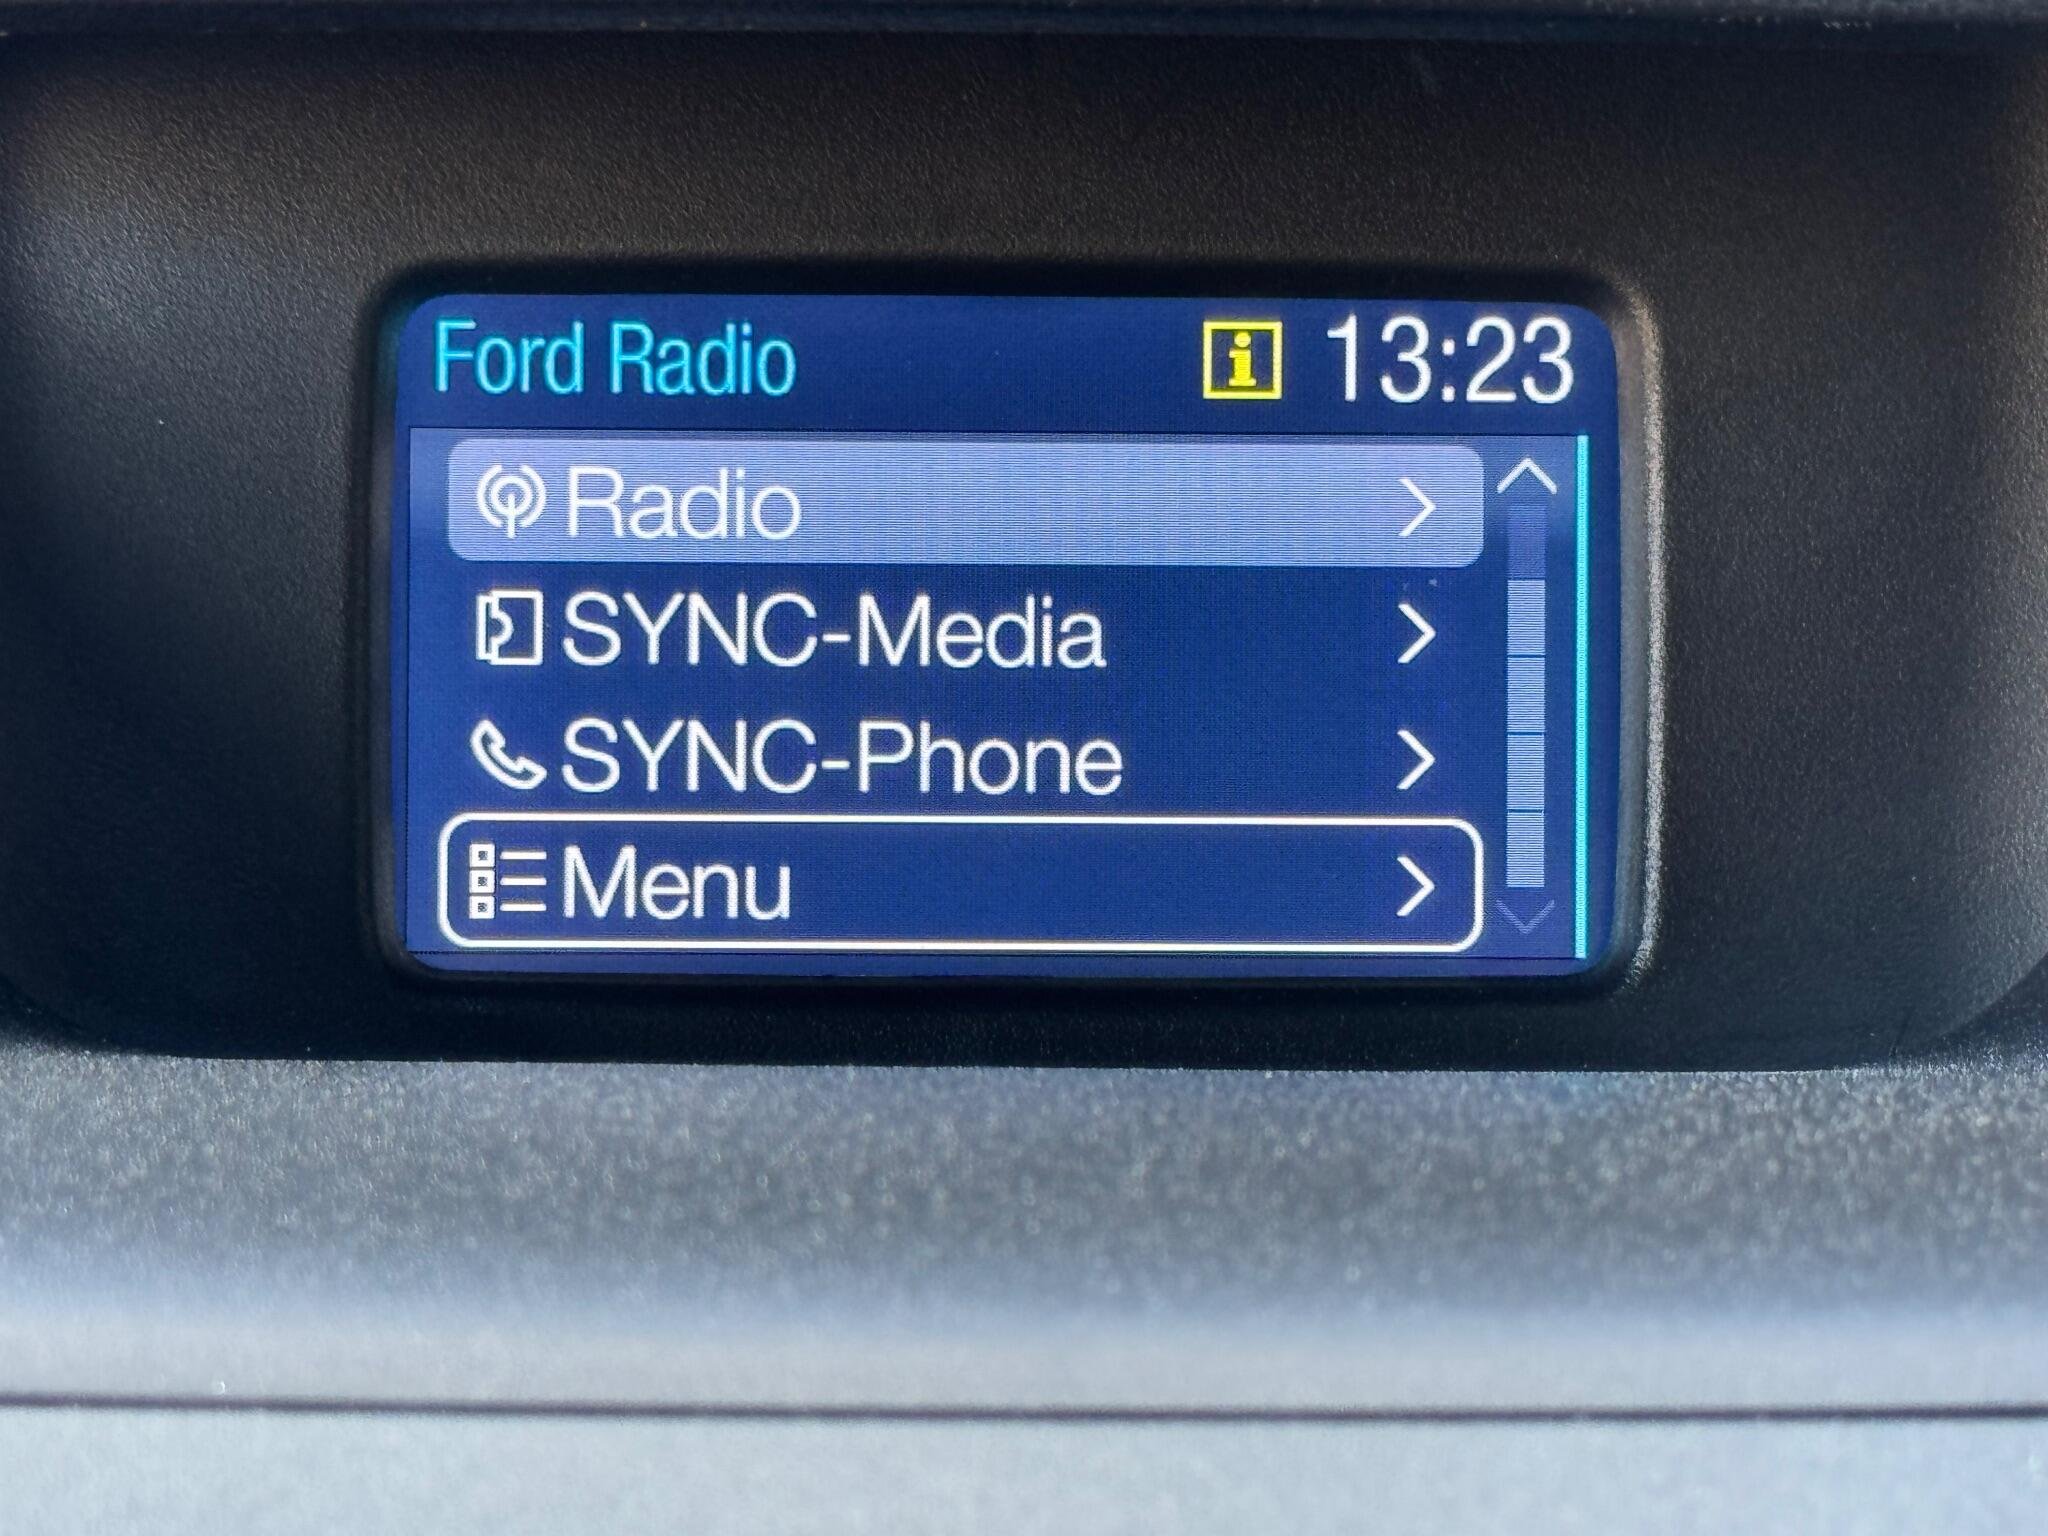 Ford Radio i 13:23
Radio
SYNC-Media
SYNC-Phone
Menu